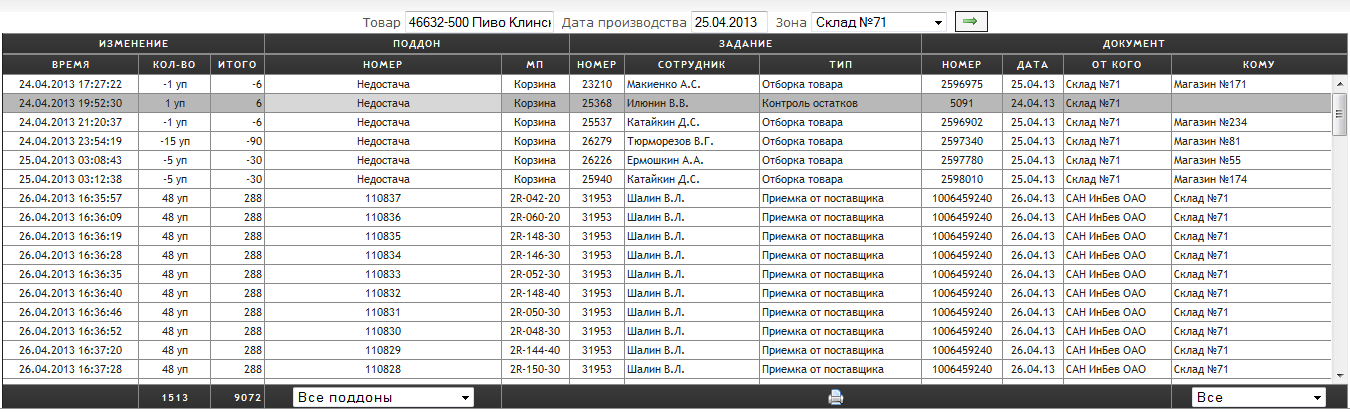 Товар 46632-500 Пиво Клинск Дата производства 25.04.2013 Зона Склад №71
ИЗМЕНЕНИЕ ПОДДОН ЗАДАНИЕ ДОКУМЕНТ
ВРЕМЯ КОЛ-ВО ИТОГО НОМЕР МП НОМЕР СОТРУДНИК ТИП НОМЕР ДАТА ОТ КОГО КОМУ
24.04.2013 17:27:22 -1 уп -6 Недостача Корзина 23210 Макиенко А.С. Отборка товара 2596975 25.04.13 Склад №71 Магазин №171
24.04.2013 19:52:30 1 уп 6 Недостача Корзина 25368 Илюнин В.В. Контроль остатков 5091 24.04.13 Склад №71
24.04.2013 21:20:37 -1 уп -6 Недостача Корзина 25537 Катайкин Д.С. Отборка товара 2596902 25.04.13 Склад №71 Магазин №234
24.04.2013 23:54:19 -15 уп -90 Недостача Корзина 26279 Тюрморезов В.Г. Отборка товара 2597340 25.04.13 Склад №71 Магазин №81
25.04.2013 03:08:43 -5 уп -30 Недостача Корзина 26226 Ермошкин А.А. Отборка товара 2597780 25.04.13 Склад №71 Магазин №55
25.04.2013 03:12:38 -5 уп -30 Недостача Корзина 25940 Катайкин Д.С. Отборка товара 2598010 25.04.13 Склад №71 Магазин №174
26.04.2013 16:35:57 48 уп 288 110837 2R-042-20 31953 Шалин В.Л. Приемка от поставщика 1006459240 26.04.13 САН ИнБев ОАО Склад №71
26.04.2013 16:36:09 48 уп 288 110836 2R-060-20 31953 Шалин В.Л. Приемка от поставщика 1006459240 26.04.13 САН ИнБев ОАО Склад №71
26.04.2013 16:36:19 48 уп 288 110835 2R-148-30 31953 Шалин В.Л. Приемка от поставщика 1006459240 26.04.13 САН ИнБев ОАО Склад №71
26.04.2013 16:36:28 48 уп 288 110834 2R-146-30 31953 Шалин В.Л. Приемка от поставщика 1006459240 26.04.13 САН ИнБев ОАО Склад №71
26.04.2013 16:36:35 48 уп 288 110833 2R-052-30 31953 Шалин В.Л. Приемка от поставщика 1006459240 26.04.13 САН ИнБев ОАО Склад №71
26.04.2013 16:36:40 48 уп 288 110832 2R-148-40 31953 Шалин В.Л. Приемка от поставщика 1006459240 26.04.13 САН ИнБев ОАО Склад №71
26.04.2013 16:36:46 48 уп 288 110831 2R-050-30 31953 Шалин В.Л. Приемка от поставщика 1006459240 26.04.13 САН ИнБев ОАО Склад №71
26.04.2013 16:36:52 48 уп 288 110830 2R-048-30 31953 Шалин В.Л. Приемка от поставщика 1006459240 26.04.13 САН ИнБев ОАО Склад №71
26.04.2013 16:37:20 48 уп 288 110829 2R-144-40 31953 Шалин В.Л. Приемка от поставщика 1006459240 26.04.13 САН ИнБев ОАО Склад №71
26.04.2013 16:37:28 48 уп 288 110828 2R-150-30 31953 Шалин В.Л. Приемка от поставщика 1006459240 26.04.13 САН ИнБев ОАО Склад №71
1513 9072 Все поддоны Все